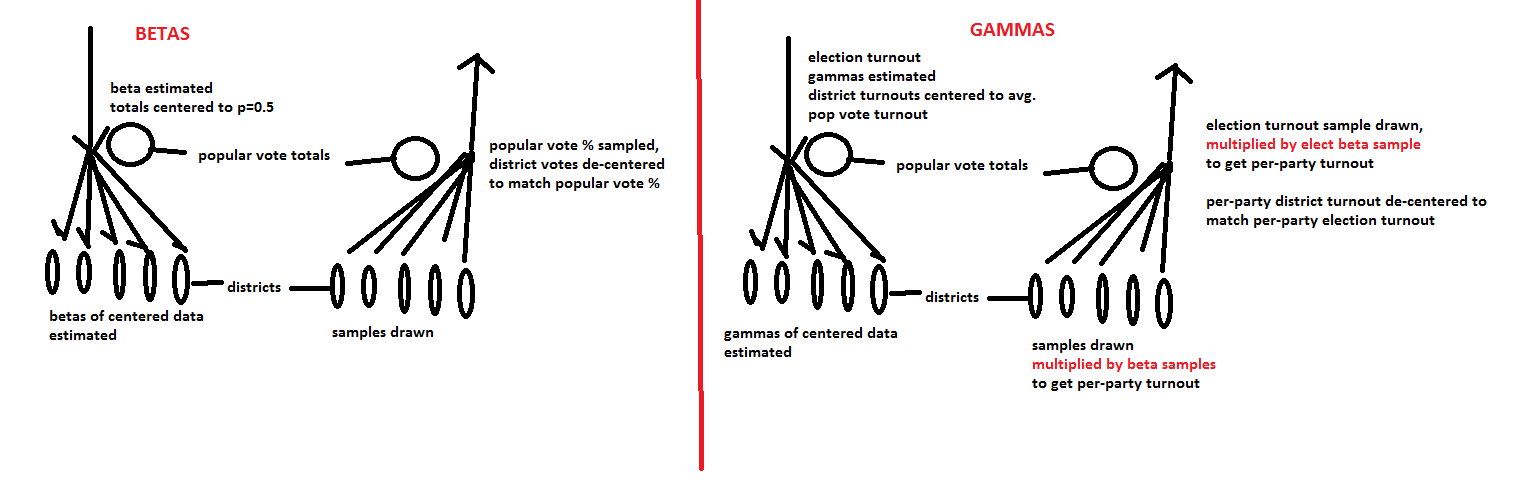 BETAS
beta estimated
totals centered to p=0.5
popular vote totals
popular vote % sampled,
district votes de-centered
to match popular vote %
districts
betas of centered data
estimated
samples drawn
GAMMAS
election turnout
gammas estimated
district turnouts centered to avg.
pop vote turnout
popular vote totals
election turnout sample drawn,
multiplied by elect beta sample
to get per-party turnout
per-party district turnout de-centered to
match per-party election turnout
districts
gammas of centered data
estimated
samples drawn
multiplied by beta samples
to get per-party turnout